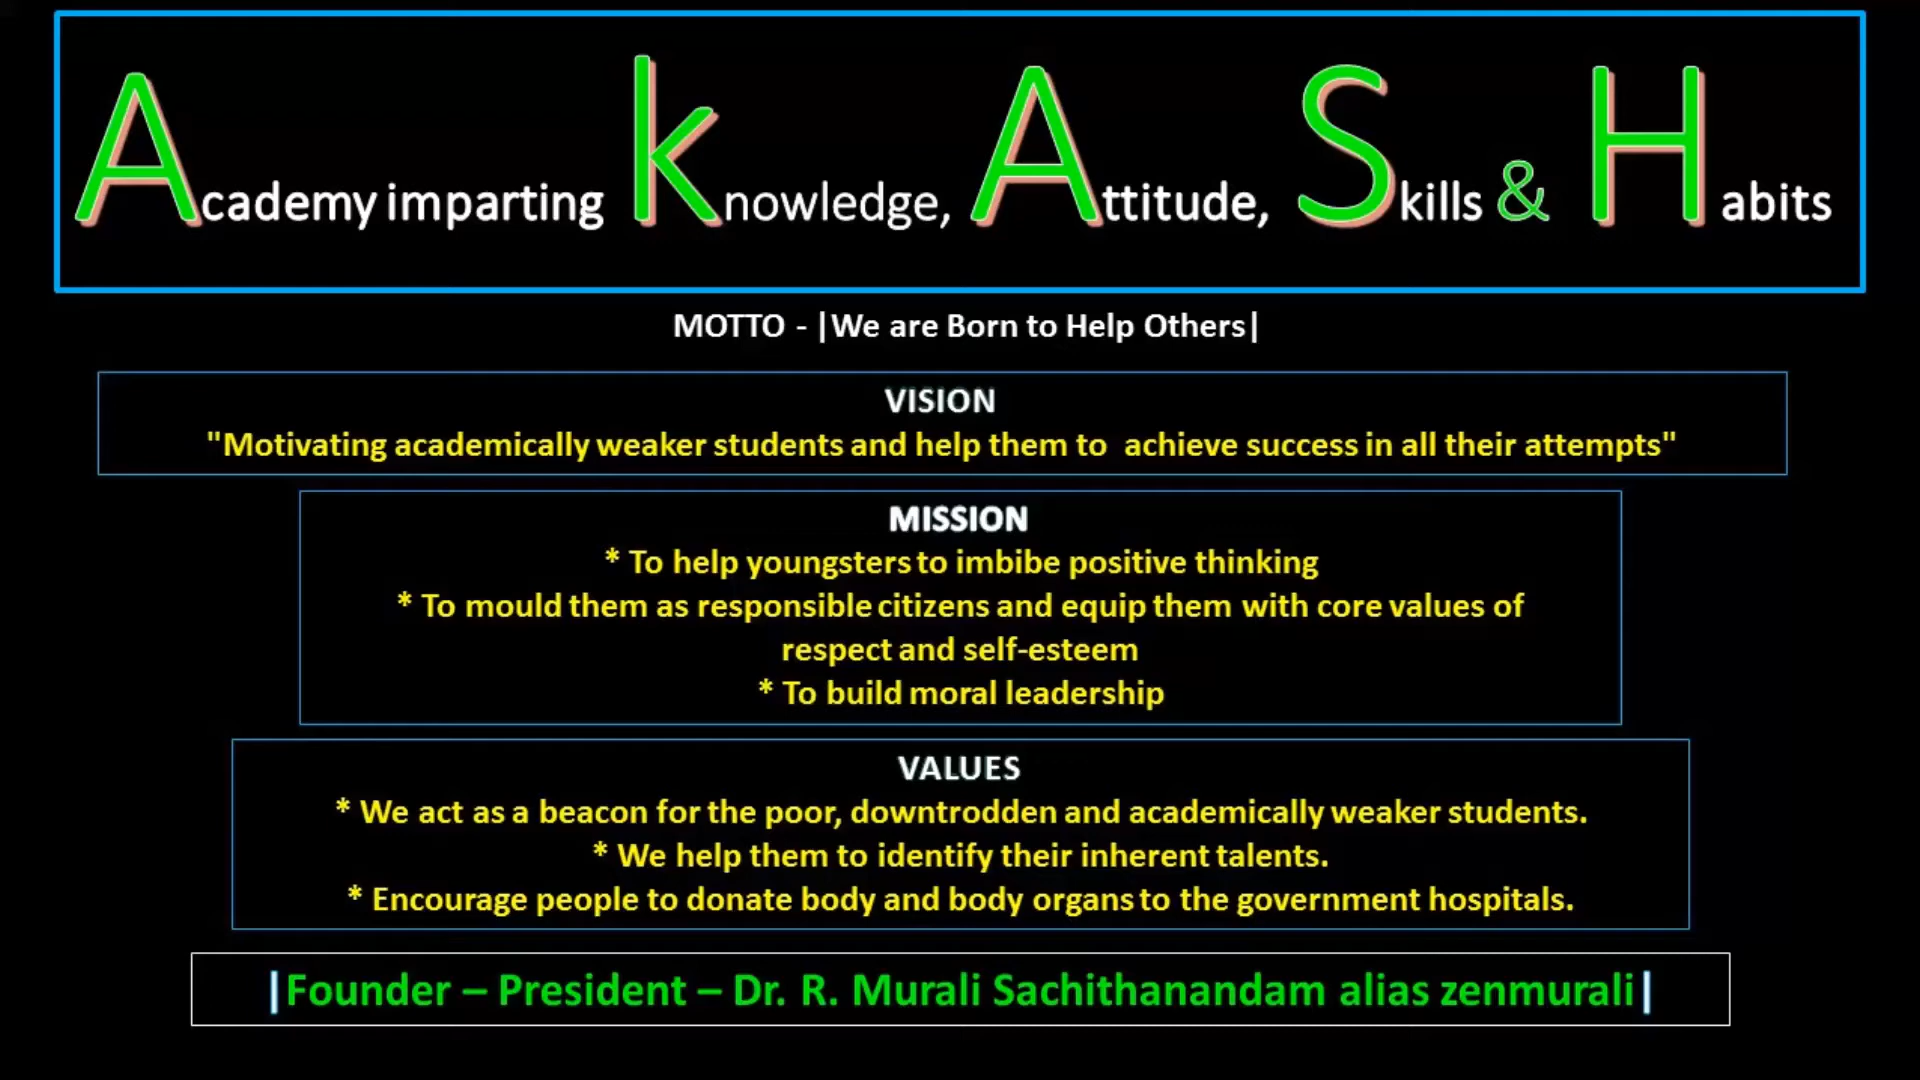 Academy imparting knowledge, Attitude, Skills & Habits
MOTTO - |We are Born to Help Others|
VISION
"Motivating academically weaker students and help them to achieve success in all their attempts"
MISSION
* To help youngsters to imbibe positive thinking
* To mould them as responsible citizens and equip them with core values of
respect and self-esteem
* To build moral leadership
VALUES
* We act as a beacon for the poor, downtrodden and academically weaker students.
* We help them to identify their inherent talents.
* Encourage people to donate body and body organs to the government hospitals.
|Founder – President – Dr. R. Murali Sachithanandam alias zenmurali|